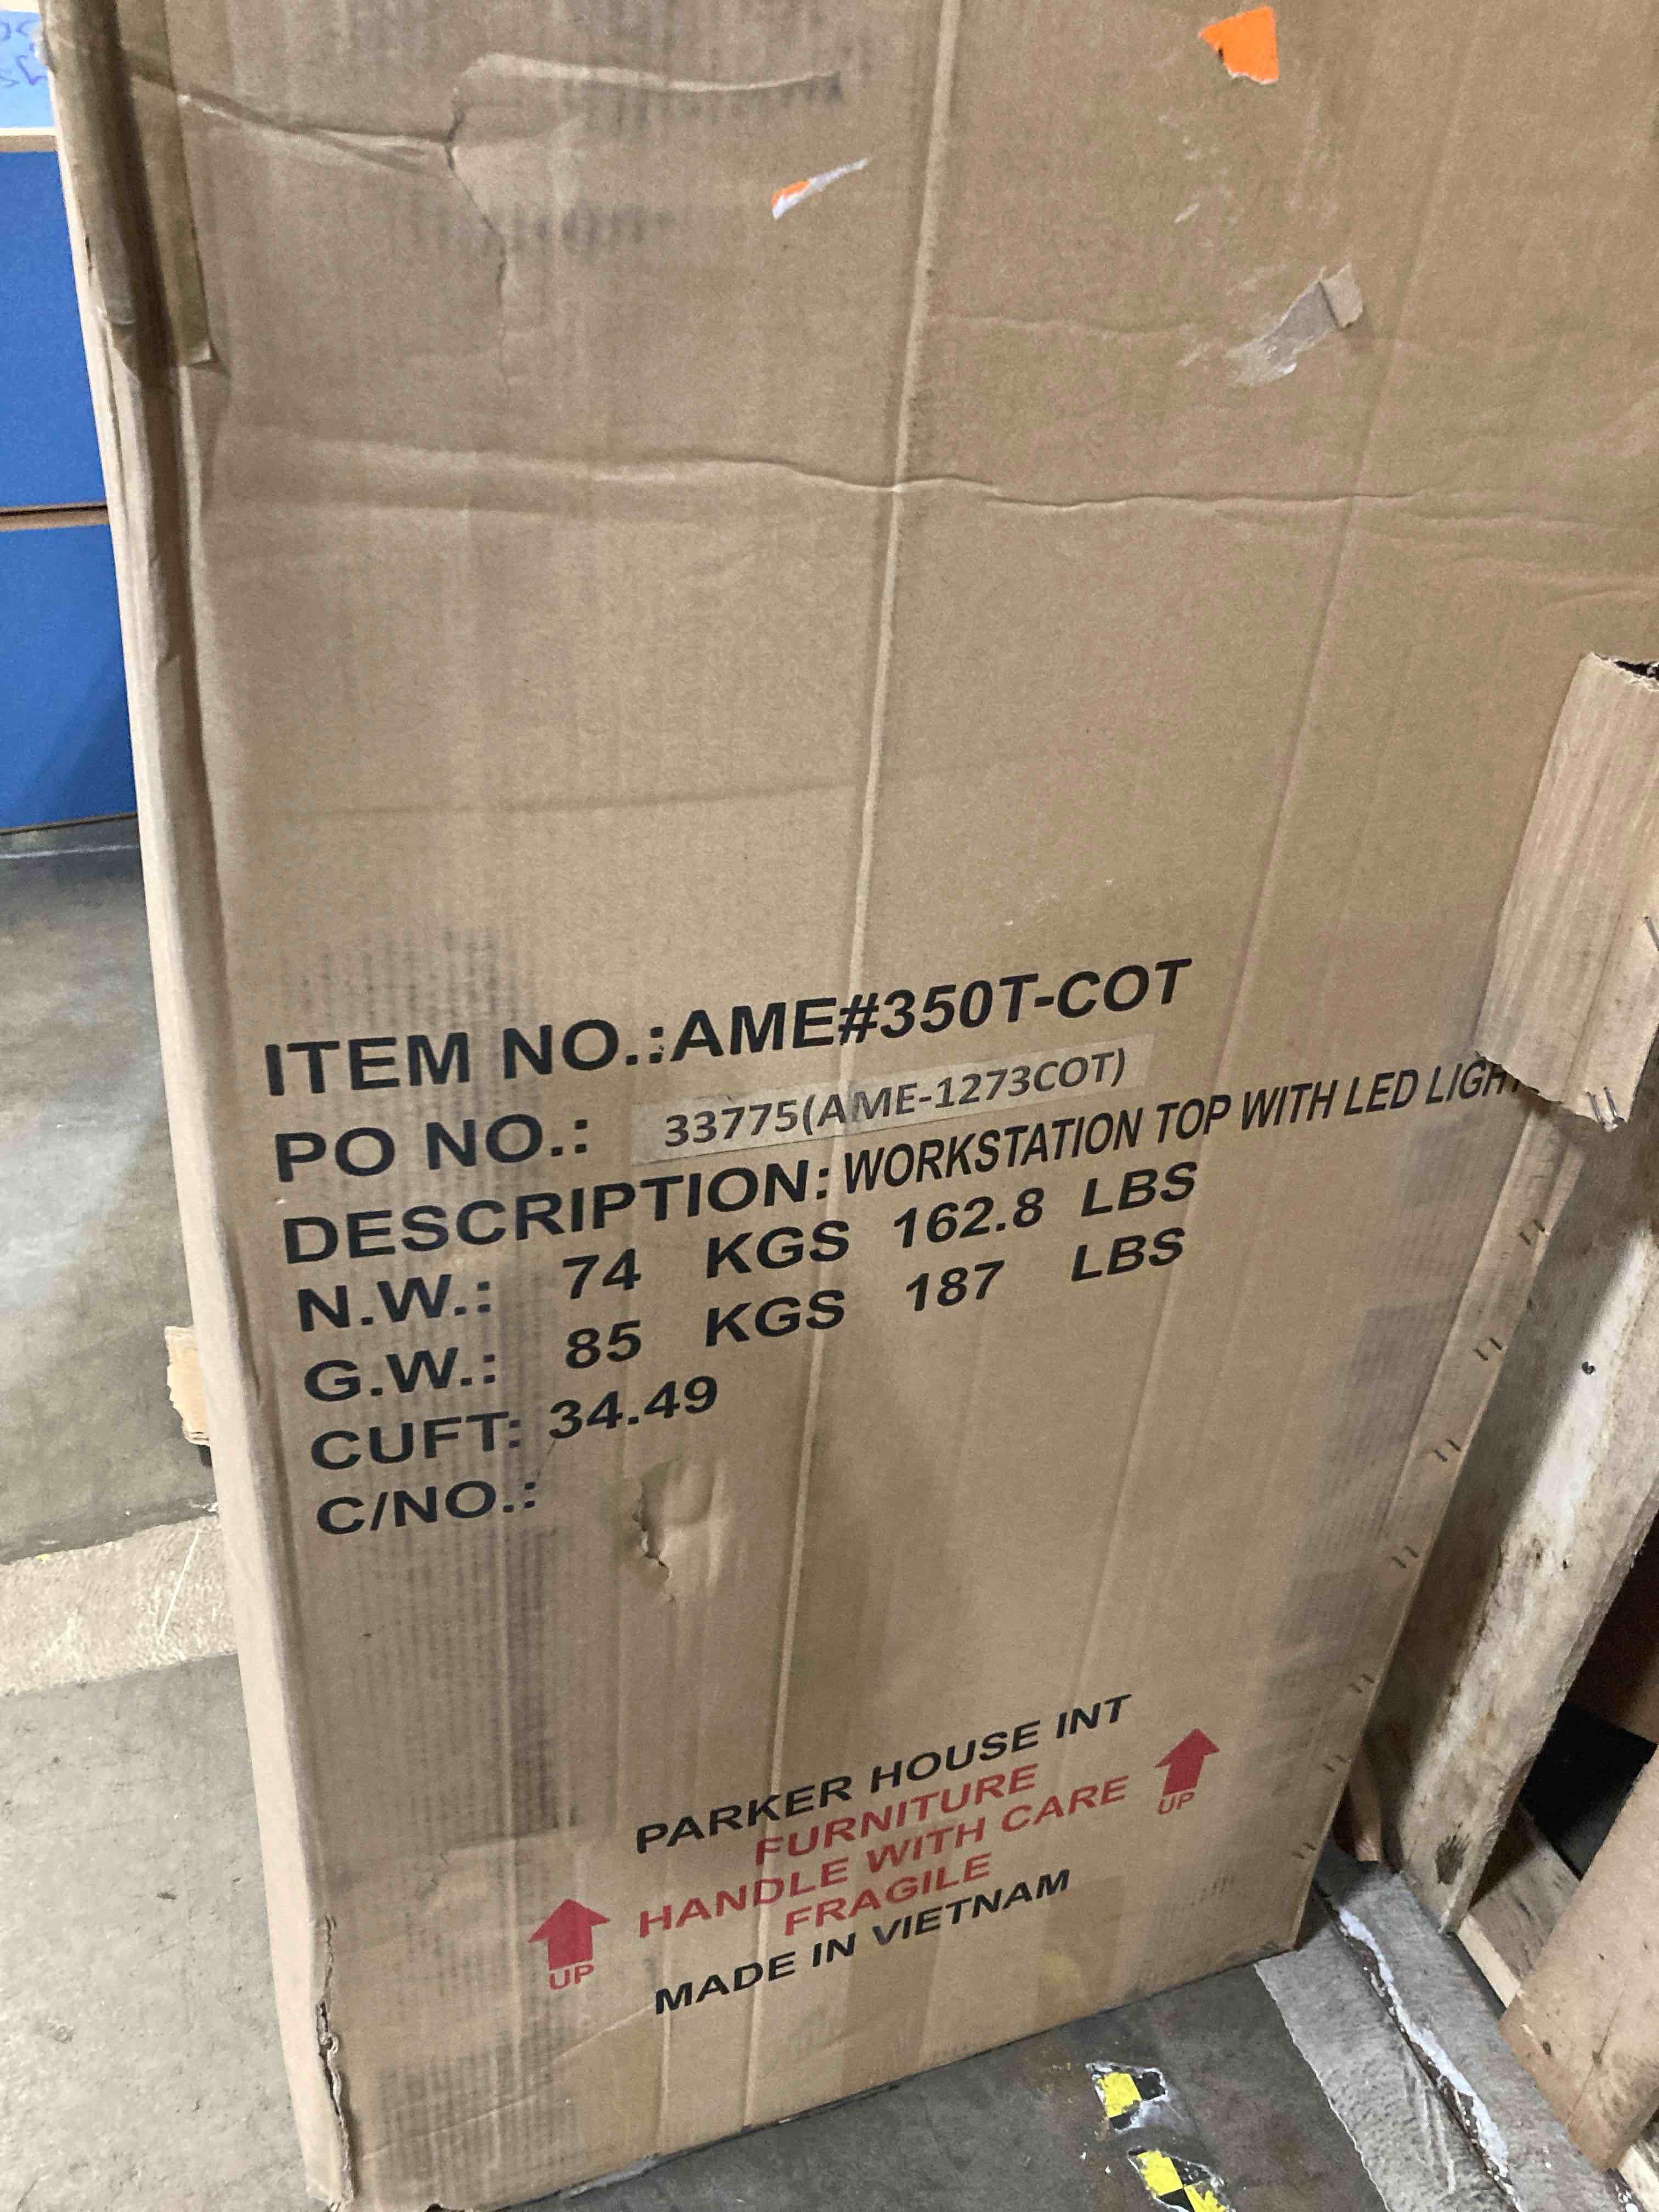 ITEM NO.:AME#350T-COT
PO NO.: 33775(AME-1273COT)
DESCRIPTION: WORKSTATION TOP WITH LED LIGH
N.W.: 74 KGS 162.8 LBS
G.W.: 85 KGS 187 LBS
CUFT: 34.49
C/NO.:
PARKER HOUSE INT
FURNITURE
HANDLE WITH CARE
FRAGILE
MADE IN VIETNAM
UP
UP